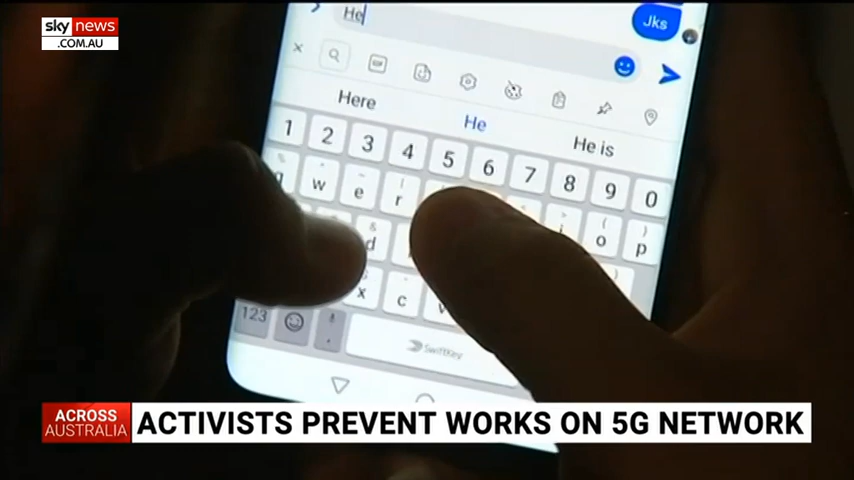 sky news
.COM.AU
He
Jks
GIF
Here
He
He is
1 2 3 4 5 6 7 8 9 0
w e r i o p
d
x c v
123
SwiftKey
ACROSS
AUSTRALIA
ACTIVISTS PREVENT WORKS ON 5G NETWORK